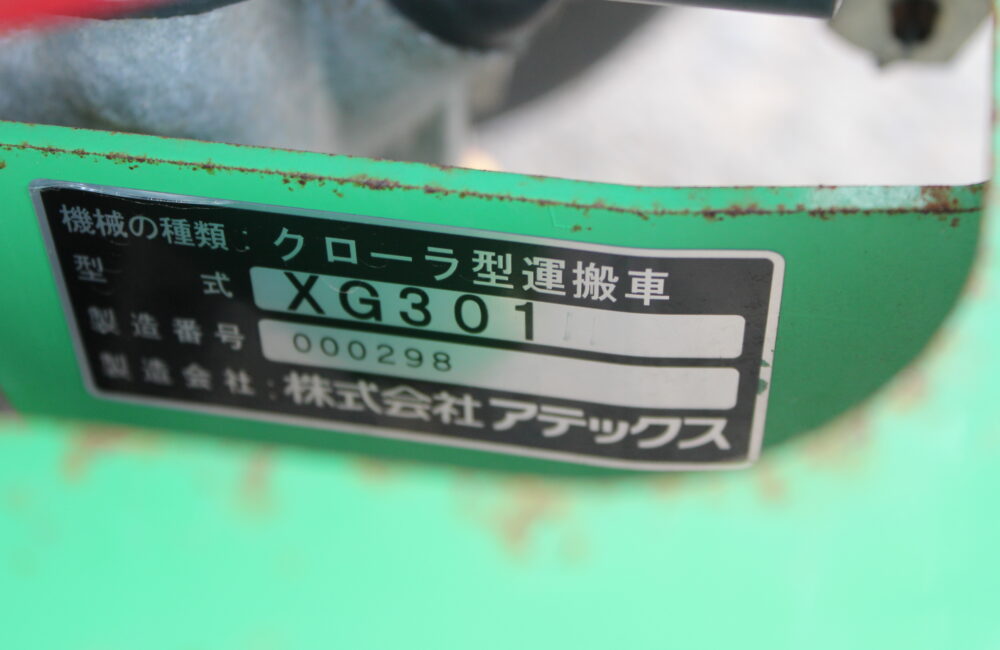 機械の種類：クローラ型運搬車
型　式 XG301
製造番号 000298
製造会社：株式会社アテックス